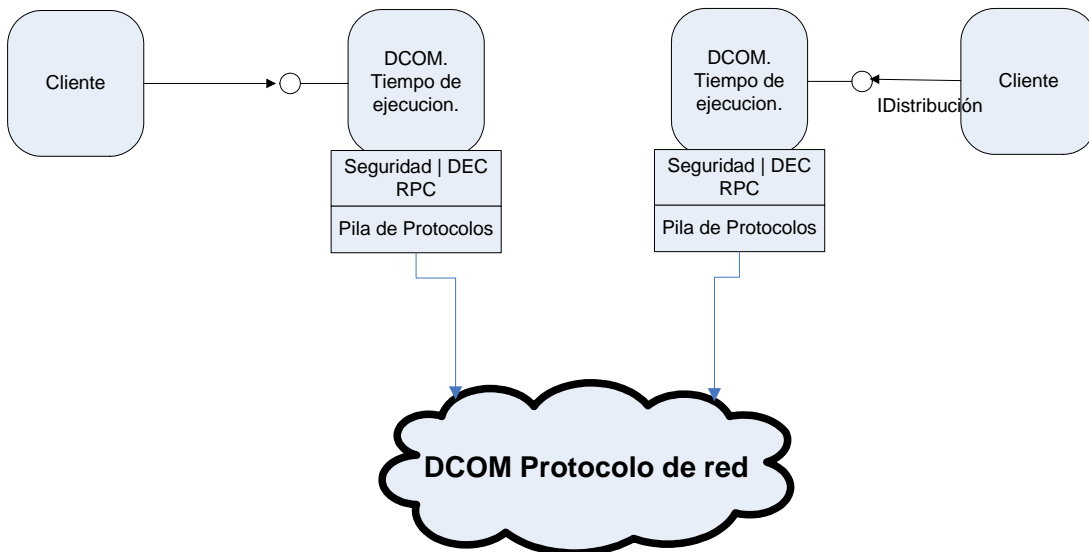 Cliente
DCOM.
Tiempo de
ejecucion.
Seguridad | DEC
RPC
Pila de Protocolos
DCOM.
Tiempo de
ejecucion.
Seguridad | DEC
RPC
Pila de Protocolos
IDistribución
Cliente
DCOM Protocolo de red